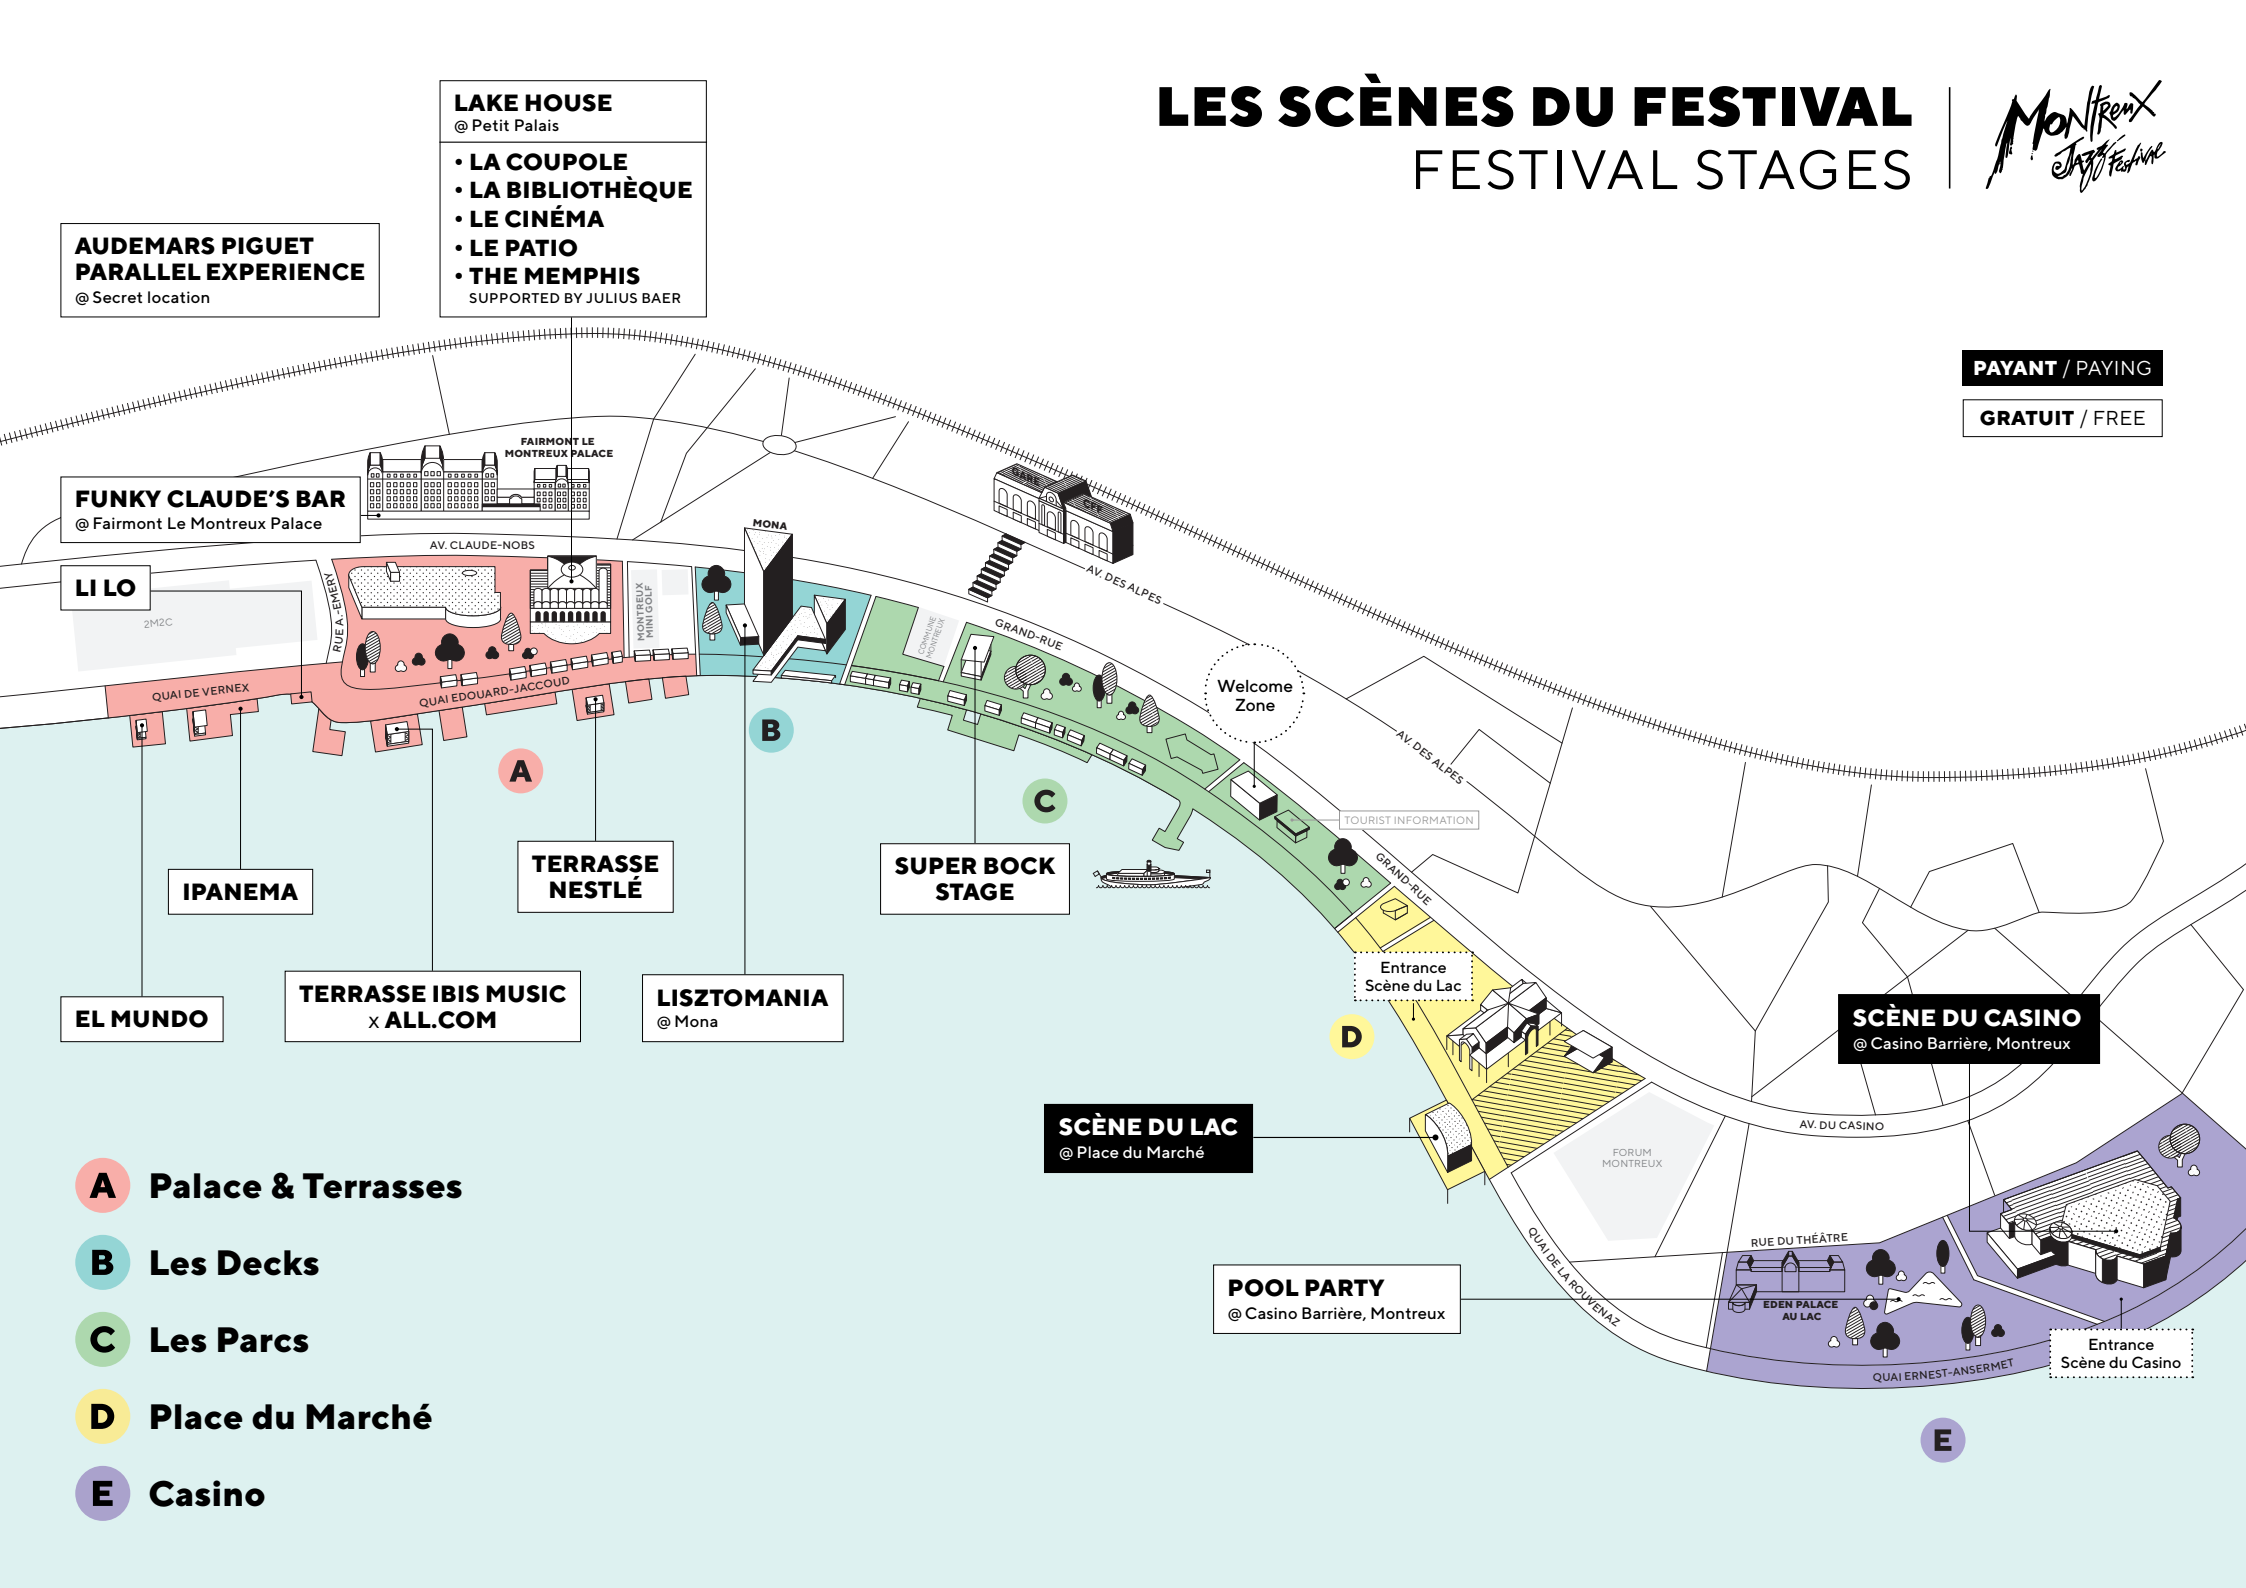 LES SCÈNES DU FESTIVAL
FESTIVAL STAGES
MONTREUX
JAZZ Festival
LAKE HOUSE
@ Petit Palais
• LA COUPOLE
• LA BIBLIOTHÈQUE
• LE CINÉMA
• LE PATIO
• THE MEMPHIS
SUPPORTED BY JULIUS BAER
AUDEMARS PIGUET
PARALLEL EXPERIENCE
@ Secret location
PAYANT / PAYING
GRATUIT / FREE
FAIRMONT LE
MONTREUX PALACE
FUNKY CLAUDE'S BAR
@ Fairmont Le Montreux Palace
GARE
CFF
MONA
AV. CLAUDE-NOBS
LI LO
2M2C
RUE A.-EMERY
MONTREUX
MINI GOLF
AV. DES ALPES
COMMUNE
MONTREUX
GRAND-RUE
QUAI DE VERNEX
QUAI EDOUARD-JACCOUD
Welcome
Zone
AV. DES ALPES
A
B
C
TOURIST INFORMATION
GRAND-RUE
IPANEMA
TERRASSE
NESTLÉ
SUPER BOCK
STAGE
EL MUNDO
TERRASSE IBIS MUSIC
X ALL.COM
LISZTOMANIA
@ Mona
Entrance
Scène du Lac
D
SCÈNE DU CASINO
@ Casino Barrière, Montreux
SCÈNE DU LAC
@ Place du Marché
AV. DU CASINO
FORUM
MONTREUX
QUAI DE LA ROUVENAZ
RUE DU THÉÂTRE
POOL PARTY
@ Casino Barrière, Montreux
EDEN PALACE
AU LAC
Entrance
Scène du Casino
QUAI ERNEST-ANSERMET
E
A Palace & Terrasses
B Les Decks
C Les Parcs
D Place du Marché
E Casino